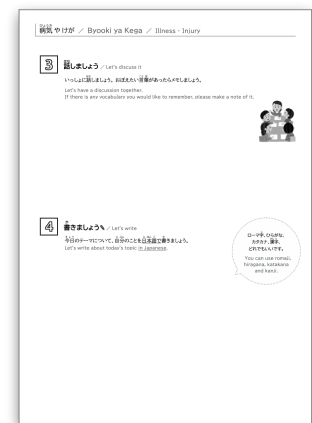 びょうき
病気 や けが ／ Byooki ya Kega ／ Illness・Injury
3 話しましょう／Let's discuss it
いっしょに話しましょう。おぼえたい言葉があったらメモしましょう。
Let's have a discussion together.
If there is any vocabulary you would like to remember, please make a note of it.
4 書きましょう✎／Let's write
今日のテーマについて、自分のことを日本語で書きましょう。
Let's write about today's topic in Japanese.
ローマ字、ひらがな、
カタカナ、漢字、
どれでもいいです。
You can use romaji,
hiragana, katakana
and kanji.